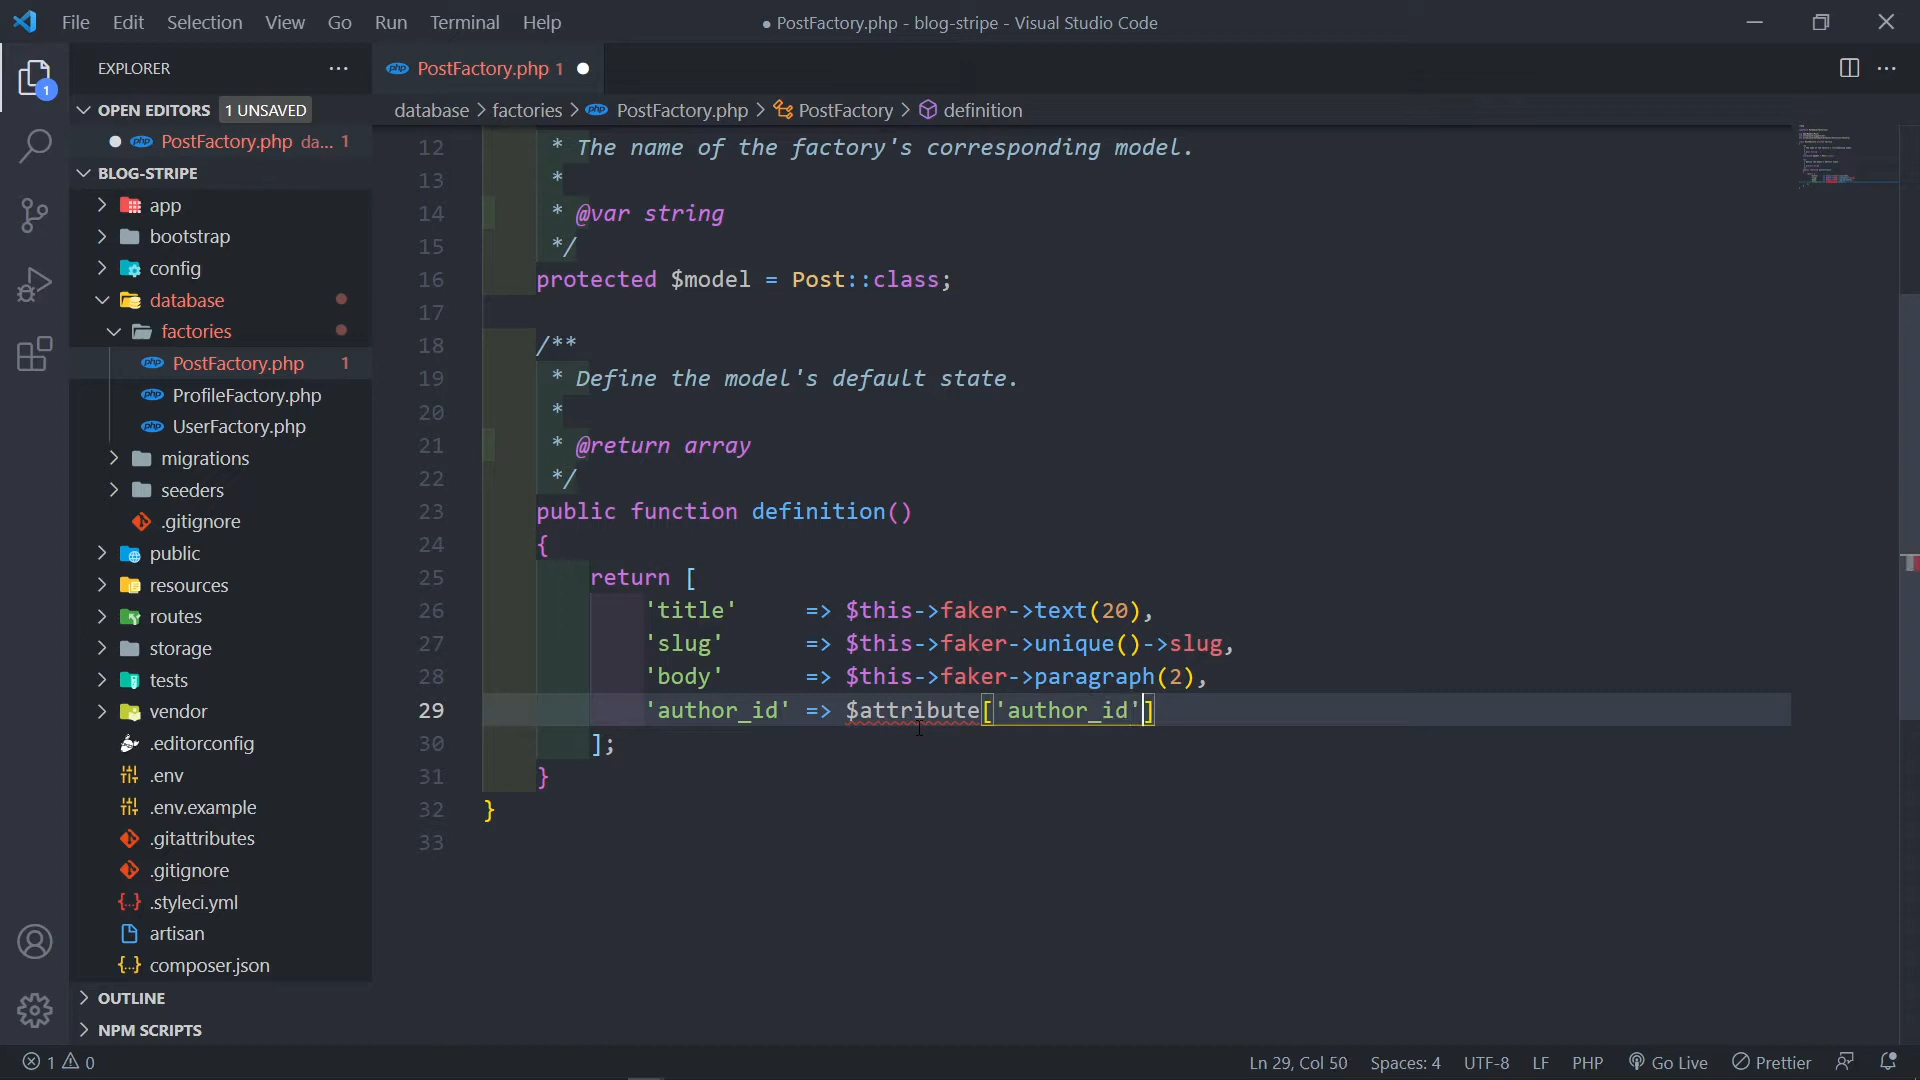 File Edit Selection View Go Run Terminal Help
● PostFactory.php - blog-stripe - Visual Studio Code
EXPLORER
OPEN EDITORS 1 UNSAVED
PostFactory.php da... 1
BLOG-STRIPE
app
bootstrap
config
database
factories
PostFactory.php 1
ProfileFactory.php
UserFactory.php
migrations
seeders
.gitignore
public
resources
routes
storage
tests
vendor
.editorconfig
.env
.env.example
.gitattributes
.gitignore
.styleci.yml
artisan
composer.json
OUTLINE
NPM SCRIPTS
PostFactory.php 1
database > factories > PostFactory.php > PostFactory > definition
12 * The name of the factory's corresponding model.
13 *
14 * @var string
15 */
16 protected $model = Post::class;
17
18 /**
19 * Define the model's default state.
20 *
21 * @return array
22 */
23 public function definition()
24 {
25 return [
26 'title' => $this->faker->text(20),
27 'slug' => $this->faker->unique()->slug,
28 'body' => $this->faker->paragraph(2),
29 'author_id' => $attribute['author_id']
30 ];
31 }
32 }
33
1 0
Ln 29, Col 50 Spaces: 4 UTF-8 LF PHP Go Live Prettier